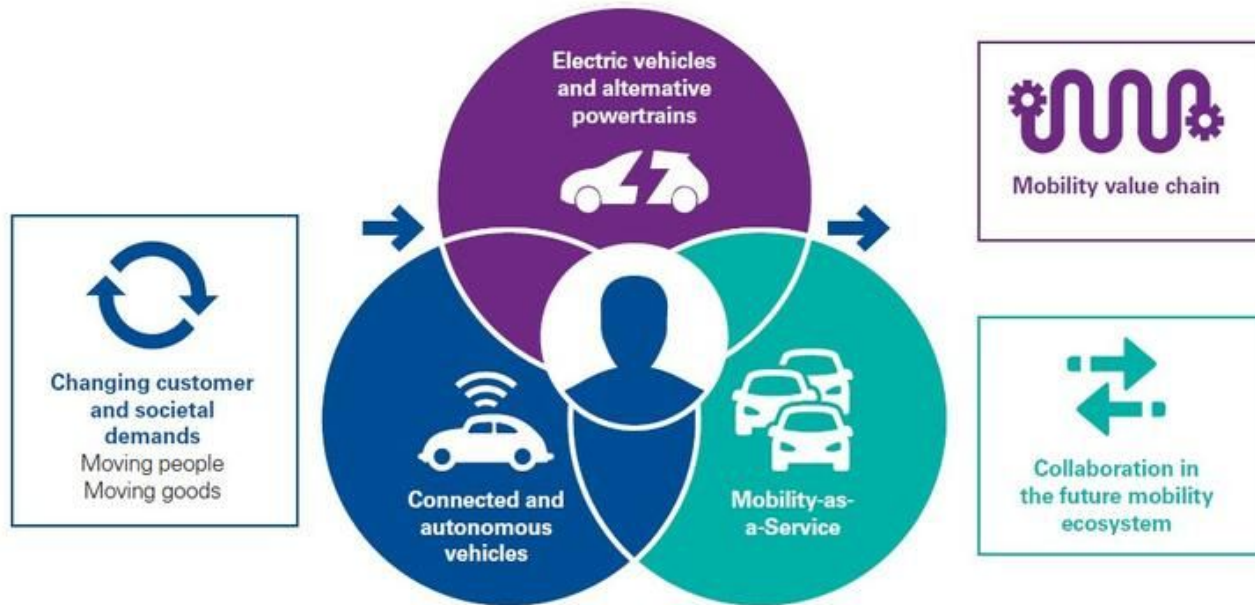 Electric vehicles
and alternative
powertrains
Mobility value chain
Changing customer
and societal
demands
Moving people
Moving goods
Connected and
autonomous
vehicles
Mobility-as-
a-Service
Collaboration in
the future mobility
ecosystem